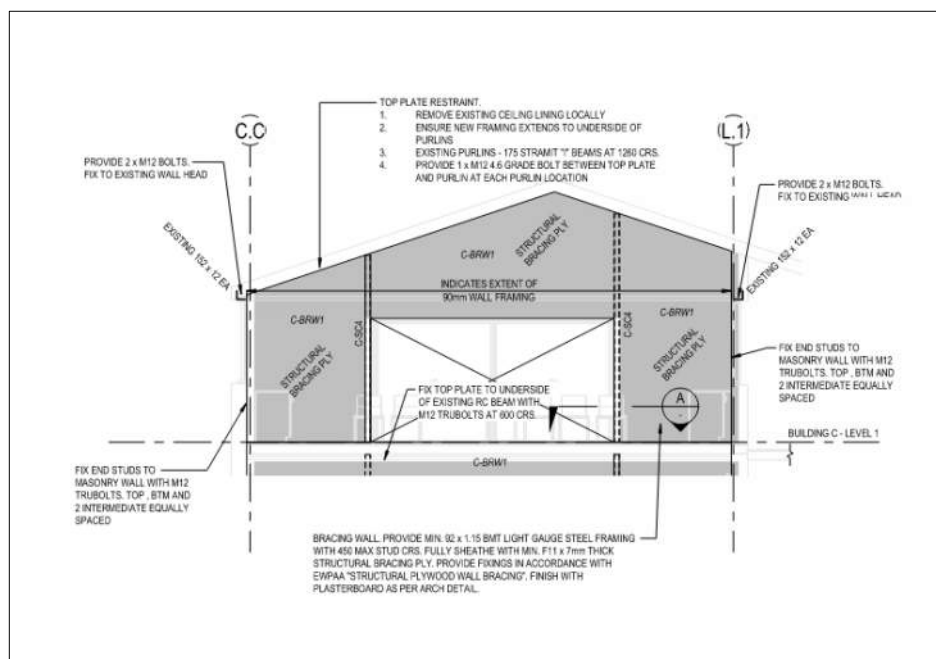 TOP PLATE RESTRAINT.
1. REMOVE EXISTING CEILING LINING LOCALLY
2. ENSURE NEW FRAMING EXTENDS TO UNDERSIDE OF
PURLINS
3. EXISTING PURLINS - 175 STRAMIT "I" BEAMS AT 1260 CRS.
4. PROVIDE 1 x M12 4.6 GRADE BOLT BETWEEN TOP PLATE
AND PURLIN AT EACH PURLIN LOCATION
C.C
(L.1)
PROVIDE 2 x M12 BOLTS.
FIX TO EXISTING WALL HEAD
PROVIDE 2 x M12 BOLTS.
FIX TO EXISTING WALL HEAD
EXISTING 152 x 12 EA
EXISTING 152 x 12 EA
C-BRW1
STRUCTURAL
BRACING PLY
INDICATES EXTENT OF
90mm WALL FRAMING
C-BRW1
STRUCTURAL
BRACING PLY
C-SC4
C-SC4
C-BRW1
STRUCTURAL
BRACING PLY
FIX TOP PLATE TO UNDERSIDE
OF EXISTING RC BEAM WITH
M12 TRUBOLTS AT 600 CRS.
A
-
FIX END STUDS TO
MASONRY WALL WITH M12
TRUBOLTS. TOP , BTM AND
2 INTERMEDIATE EQUALLY
SPACED
BUILDING C - LEVEL 1
C-BRW1
FIX END STUDS TO
MASONRY WALL WITH M12
TRUBOLTS. TOP , BTM AND
2 INTERMEDIATE EQUALLY
SPACED
BRACING WALL. PROVIDE MIN. 92 x 1.15 BMT LIGHT GAUGE STEEL FRAMING
WITH 450 MAX STUD CRS. FULLY SHEATHE WITH MIN. F11 x 7mm THICK
STRUCTURAL BRACING PLY. PROVIDE FIXINGS IN ACCORDANCE WITH
EWPAA "STRUCTURAL PLYWOOD WALL BRACING". FINISH WITH
PLASTERBOARD AS PER ARCH DETAIL.